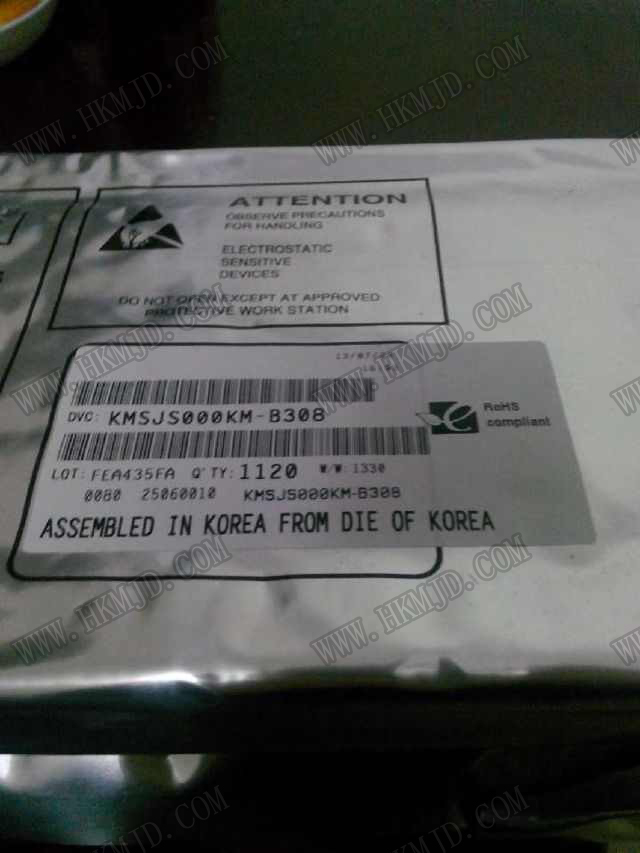 ATTENTION
OBSERVE PRECAUTIONS
FOR HANDLING
ELECTROSTATIC
SENSITIVE
DEVICES
DO NOT OPEN EXCEPT AT APPROVED
PROTECTIVE WORK STATION
DVC: KMSJS000KM-B308
RoHS
compliant
LOT: FEA435FA Q'TY: 1120 W/W: 1330
0080 25060010 KMSJS000KM-B308
ASSEMBLED IN KOREA FROM DIE OF KOREA
WWW.HKMJD.COM
WWW.HKMJD.COM
WWW.HKMJD.COM
WWW.HKMJD.COM
WWW.HKMJD.COM
WWW.HKMJD.COM
WWW.HKMJD.COM
WWW.HKMJD.COM